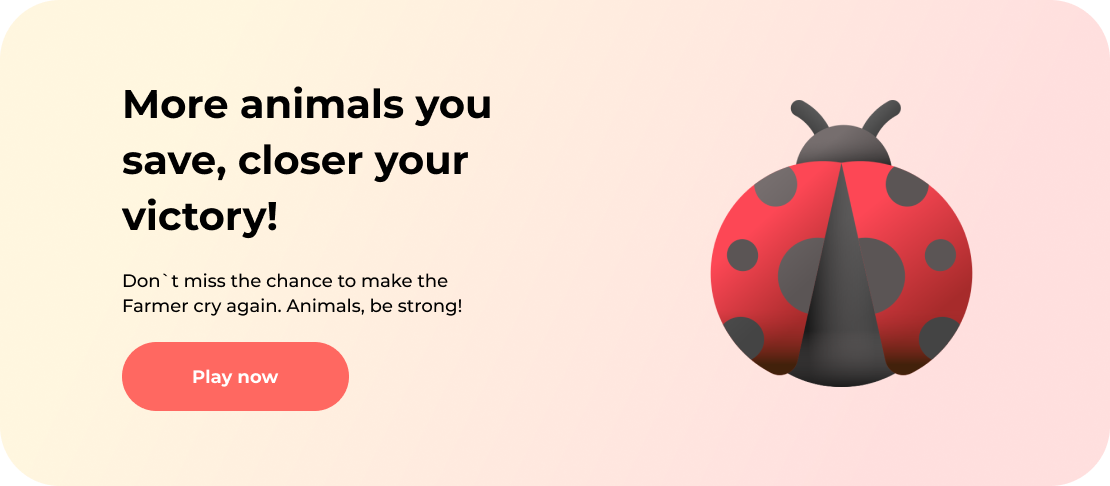 More animals you
save, closer your
victory!
Don`t miss the chance to make the
Farmer cry again. Animals, be strong!
Play now